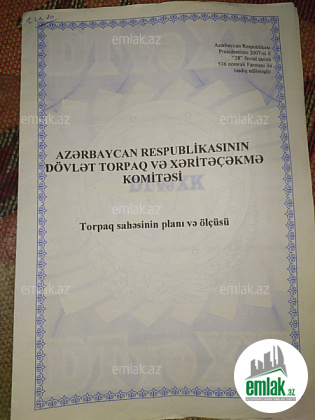 Azərbaycan Respublikası
Prezidentinin 2007-ci il
"28" fevral tarixli
536 nömrəli Fərmanı ilə
təsdiq edilmişdir
AZƏRBAYCAN RESPUBLİKASININ
DÖVLƏT TORPAQ VƏ XƏRİTƏÇƏKMƏ
KOMİTƏSİ
Torpaq sahəsinin planı və ölçüsü
emlak.az
emlak.az
emlak.az
emlak.az
emlak.az
emlak.az
emlak.az
emlak.az